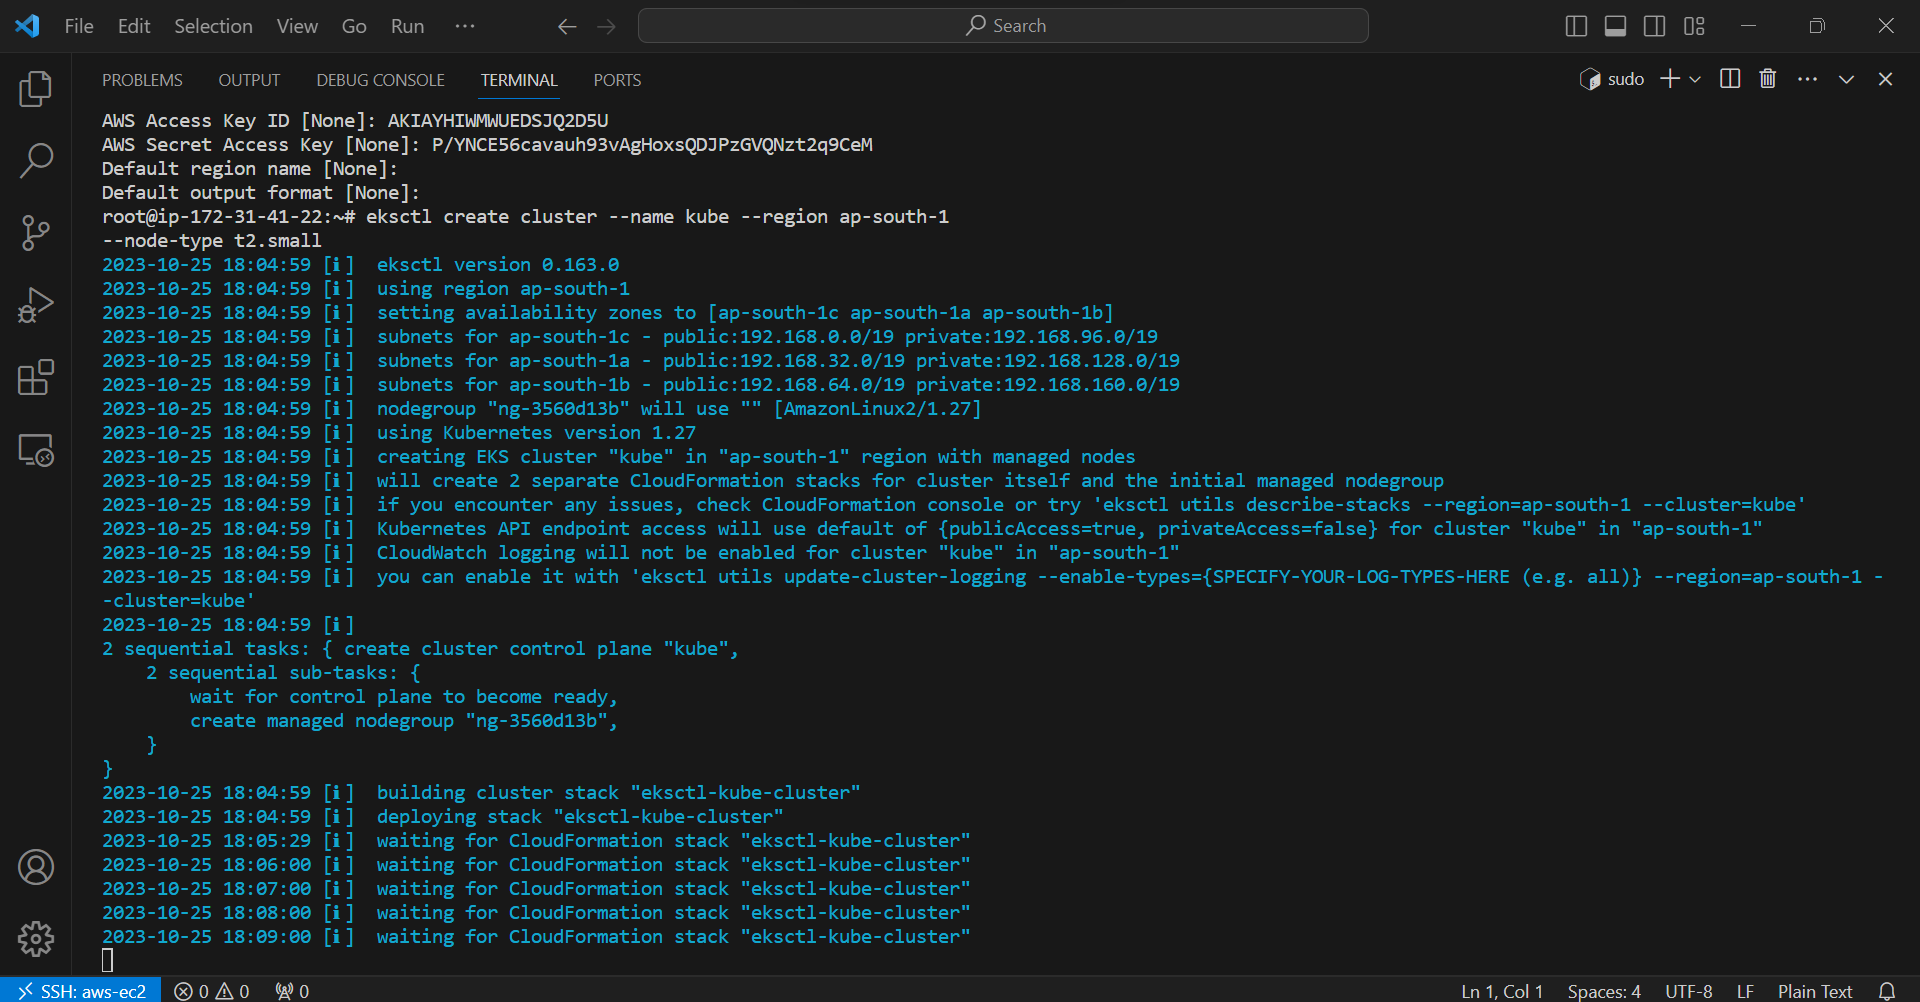 File Edit Selection View Go Run ··· Search
PROBLEMS OUTPUT DEBUG CONSOLE TERMINAL PORTS sudo
AWS Access Key ID [None]: AKIAYHIWMWUEDSJQ2D5U
AWS Secret Access Key [None]: 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
Default region name [None]:
Default output format [None]:
root@ip-172-31-41-22:~# eksctl create cluster --name kube --region ap-south-1
--node-type t2.small
2023-10-25 18:04:59 [ℹ]  eksctl version 0.163.0
2023-10-25 18:04:59 [ℹ]  using region ap-south-1
2023-10-25 18:04:59 [ℹ]  setting availability zones to [ap-south-1c ap-south-1a ap-south-1b]
2023-10-25 18:04:59 [ℹ]  subnets for ap-south-1c - public:192.168.0.0/19 private:192.168.96.0/19
2023-10-25 18:04:59 [ℹ]  subnets for ap-south-1a - public:192.168.32.0/19 private:192.168.128.0/19
2023-10-25 18:04:59 [ℹ]  subnets for ap-south-1b - public:192.168.64.0/19 private:192.168.160.0/19
2023-10-25 18:04:59 [ℹ]  nodegroup "ng-3560d13b" will use "" [AmazonLinux2/1.27]
2023-10-25 18:04:59 [ℹ]  using Kubernetes version 1.27
2023-10-25 18:04:59 [ℹ]  creating EKS cluster "kube" in "ap-south-1" region with managed nodes
2023-10-25 18:04:59 [ℹ]  will create 2 separate CloudFormation stacks for cluster itself and the initial managed nodegroup
2023-10-25 18:04:59 [ℹ]  if you encounter any issues, check CloudFormation console or try 'eksctl utils describe-stacks --region=ap-south-1 --cluster=kube'
2023-10-25 18:04:59 [ℹ]  Kubernetes API endpoint access will use default of {publicAccess=true, privateAccess=false} for cluster "kube" in "ap-south-1"
2023-10-25 18:04:59 [ℹ]  CloudWatch logging will not be enabled for cluster "kube" in "ap-south-1"
2023-10-25 18:04:59 [ℹ]  you can enable it with 'eksctl utils update-cluster-logging --enable-types={SPECIFY-YOUR-LOG-TYPES-HERE (e.g. all)} --region=ap-south-1 -
-cluster=kube'
2023-10-25 18:04:59 [ℹ]
2 sequential tasks: { create cluster control plane "kube",
    2 sequential sub-tasks: {
        wait for control plane to become ready,
        create managed nodegroup "ng-3560d13b",
    }
}
2023-10-25 18:04:59 [ℹ]  building cluster stack "eksctl-kube-cluster"
2023-10-25 18:04:59 [ℹ]  deploying stack "eksctl-kube-cluster"
2023-10-25 18:05:29 [ℹ]  waiting for CloudFormation stack "eksctl-kube-cluster"
2023-10-25 18:06:00 [ℹ]  waiting for CloudFormation stack "eksctl-kube-cluster"
2023-10-25 18:07:00 [ℹ]  waiting for CloudFormation stack "eksctl-kube-cluster"
2023-10-25 18:08:00 [ℹ]  waiting for CloudFormation stack "eksctl-kube-cluster"
2023-10-25 18:09:00 [ℹ]  waiting for CloudFormation stack "eksctl-kube-cluster"
SSH: aws-ec2 0 0 0 Ln 1, Col 1 Spaces: 4 UTF-8 LF Plain Text